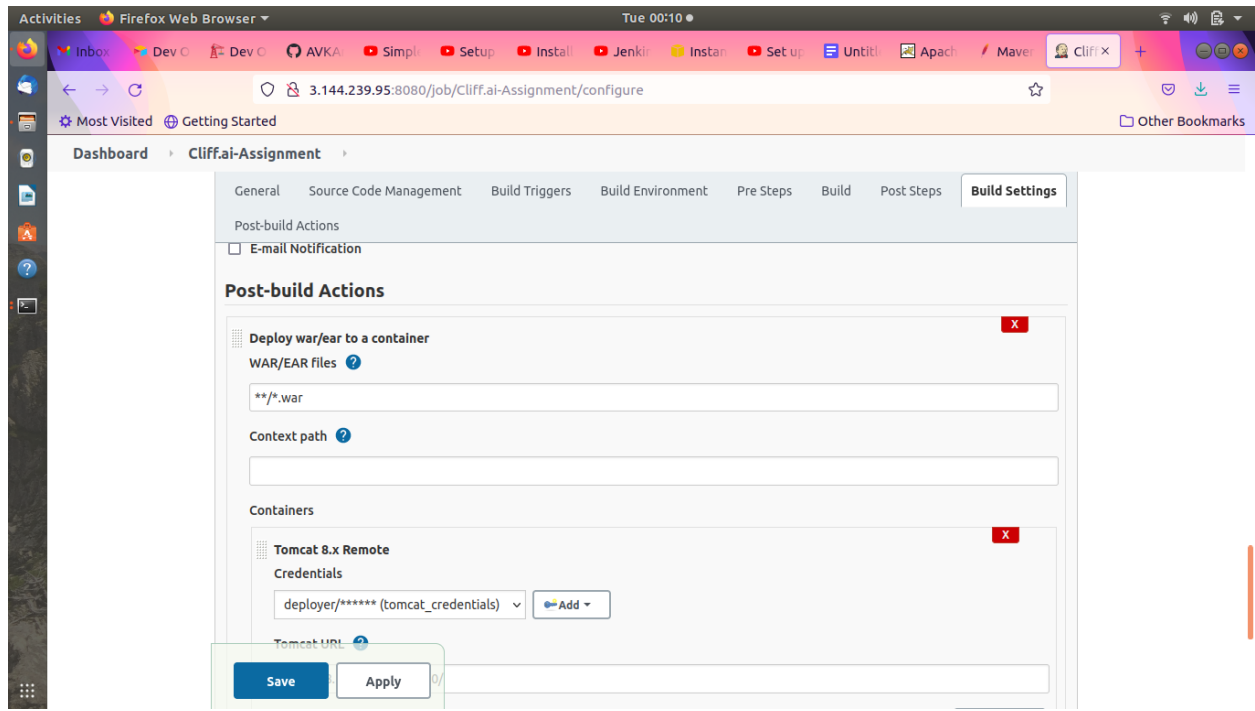 Activities Firefox Web Browser Tue 00:10
Inbox Dev O Dev O AVKA Simpl Setup Install Jenkin Instan Set up Untitl Apach Maven Cliff
3.144.239.95:8080/job/Cliff.ai-Assignment/configure
Most Visited Getting Started Other Bookmarks
Dashboard Cliff.ai-Assignment
General Source Code Management Build Triggers Build Environment Pre Steps Build Post Steps Build Settings
Post-build Actions
E-mail Notification
Post-build Actions
X
Deploy war/ear to a container
WAR/EAR files ?
**/*.war
Context path ?
Containers
X
Tomcat 8.x Remote
Credentials
deployer/****** (tomcat_credentials) Add
Tomcat URL ?
Save Apply 0/